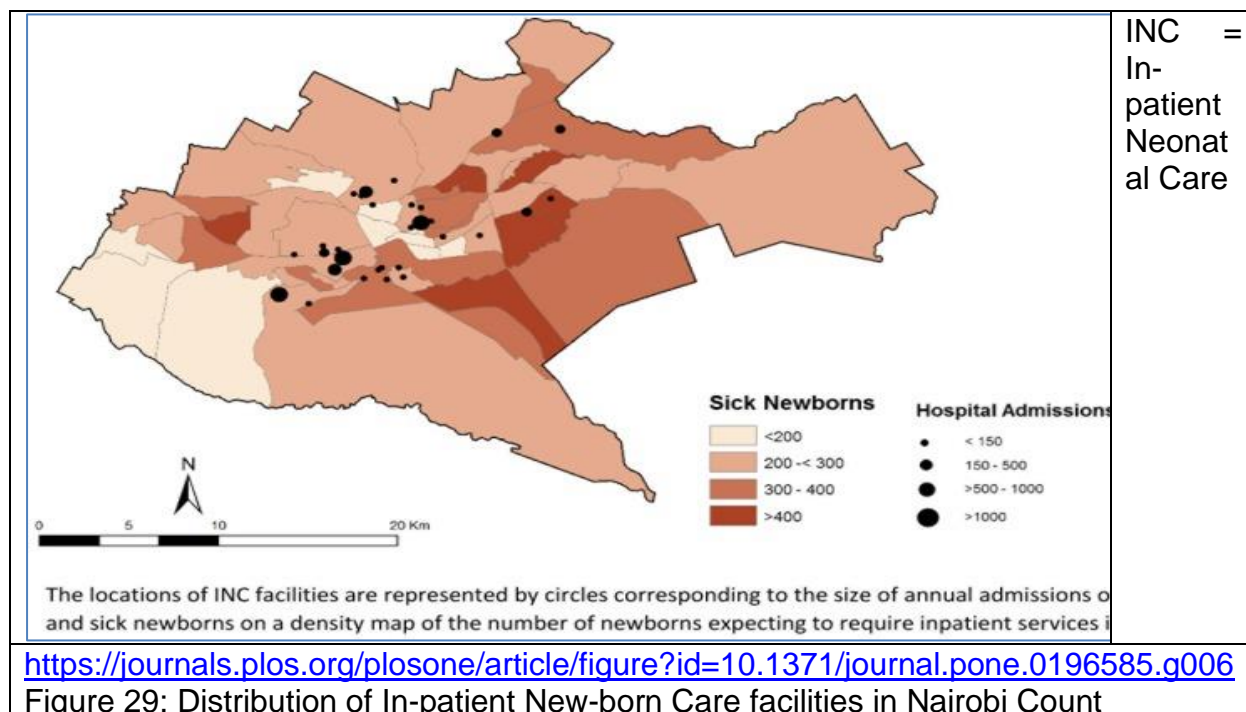 INC =
In-
patient
Neonat
al Care
N
0 5 10 20 Km
Sick Newborns
<200
200 -< 300
300 - 400
>400
Hospital Admissions
< 150
150 - 500
>500 - 1000
>1000
The locations of INC facilities are represented by circles corresponding to the size of annual admissions o
and sick newborns on a density map of the number of newborns expecting to require inpatient services i
https://journals.plos.org/plosone/article/figure?id=10.1371/journal.pone.0196585.g006
Figure 29: Distribution of In-patient New-born Care facilities in Nairobi Count